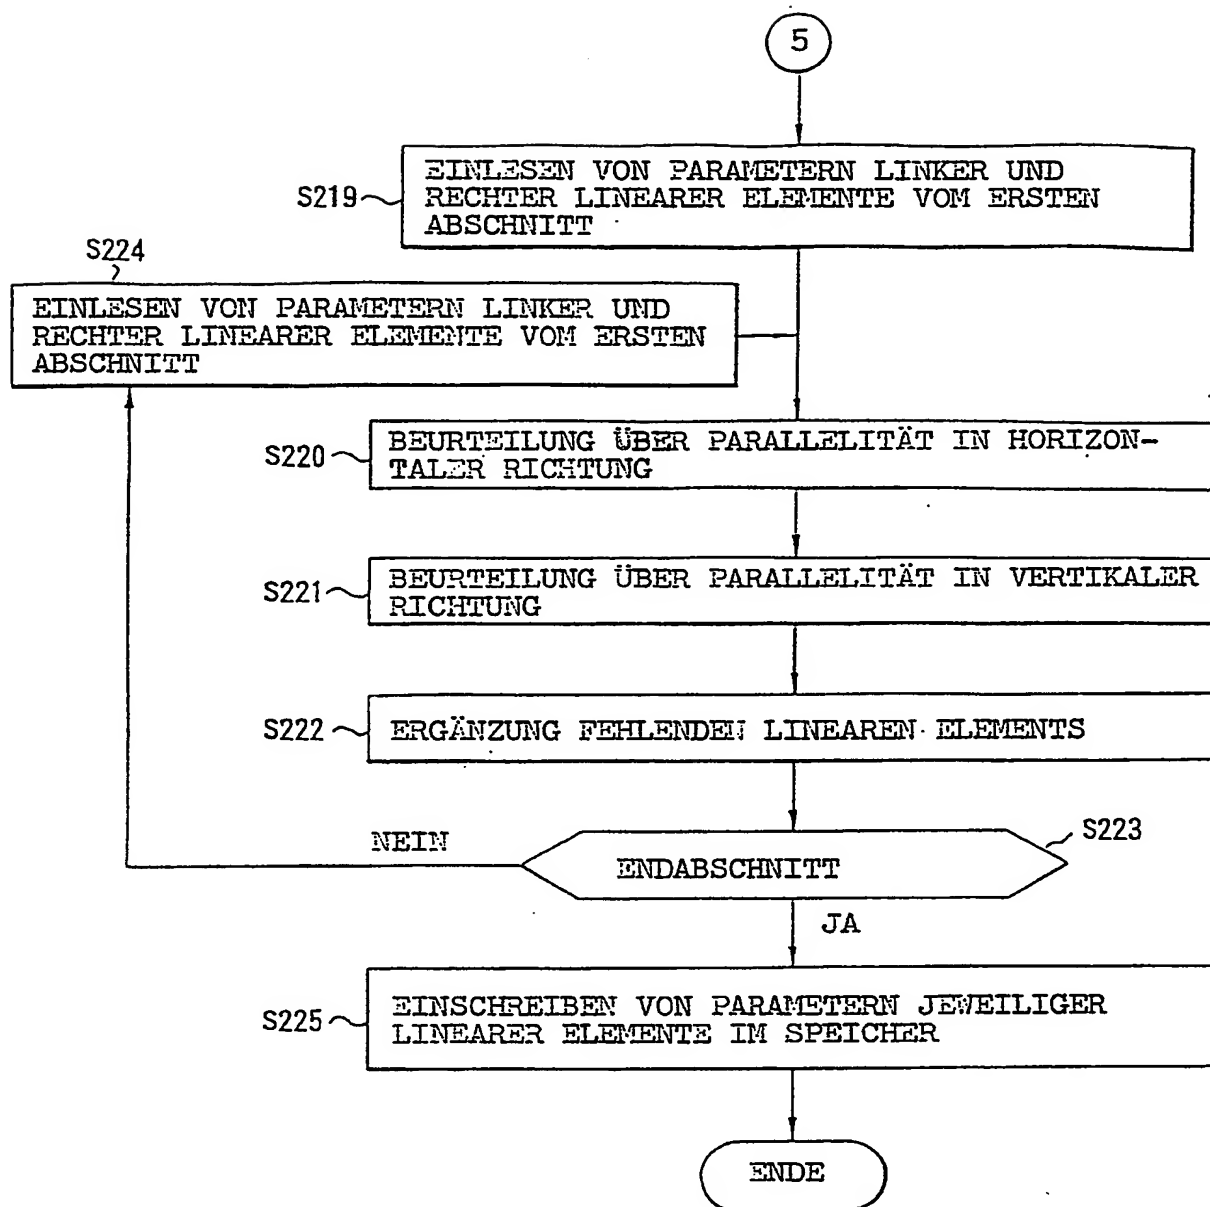 5
S219
EINLESEN VON PARAMETERN LINKER UND
RECHTER LINEARER ELEMENTE VOM ERSTEN
ABSCHNITT
S224
EINLESEN VON PARAMETERN LINKER UND
RECHTER LINEARER ELEMENTE VOM ERSTEN
ABSCHNITT
S220
BEURTEILUNG ÜBER PARALLELITÄT IN HORIZON-
TALER RICHTUNG
S221
BEURTEILUNG ÜBER PARALLELITÄT IN VERTIKALER
RICHTUNG
S222
ERGÄNZUNG FEHLENDEN LINEAREN ELEMENTS
S223
NEIN
ENDABSCHNITT
JA
S225
EINSCHREIBEN VON PARAMETERN JEWEILIGER
LINEARER ELEMENTE IM SPEICHER
ENDE